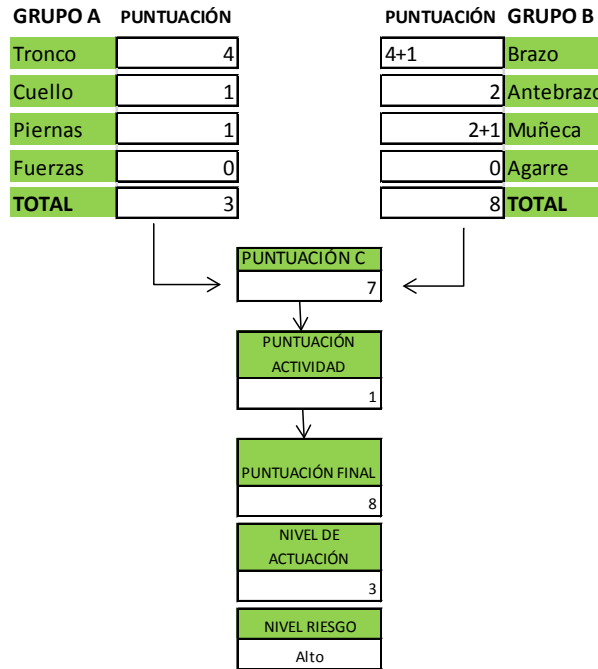 GRUPO A PUNTUACIÓN PUNTUACIÓN GRUPO B
Tronco 4 4+1 Brazo
Cuello 1 2 Antebrazo
Piernas 1 2+1 Muñeca
Fuerzas 0 0 Agarre
TOTAL 3 8 TOTAL
PUNTUACIÓN C
7
PUNTUACIÓN
ACTIVIDAD
1
PUNTUACIÓN FINAL
8
NIVEL DE
ACTUACIÓN
3
NIVEL RIESGO
Alto